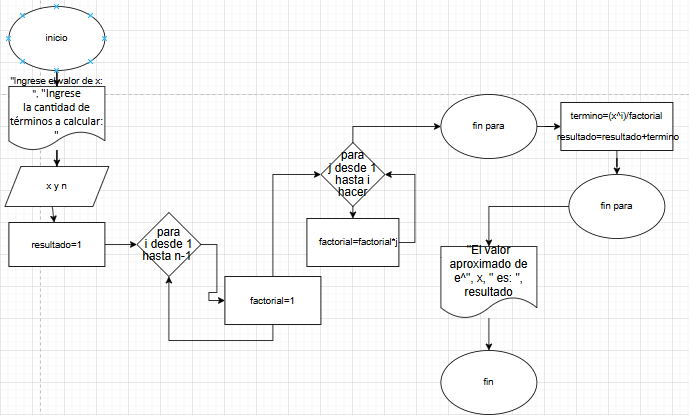 inicio
"Ingrese el valor de x:
", "Ingrese
la cantidad de
términos a calcular:
"
x y n
resultado=1
para
i desde 1
hasta n-1
factorial=1
para
j desde 1
hasta i
hacer
factorial=factorial*j
fin para
termino=(x^i)/factorial
resultado=resultado+termino
fin para
"El valor
aproximado de
e^", x, " es: ",
resultado
fin